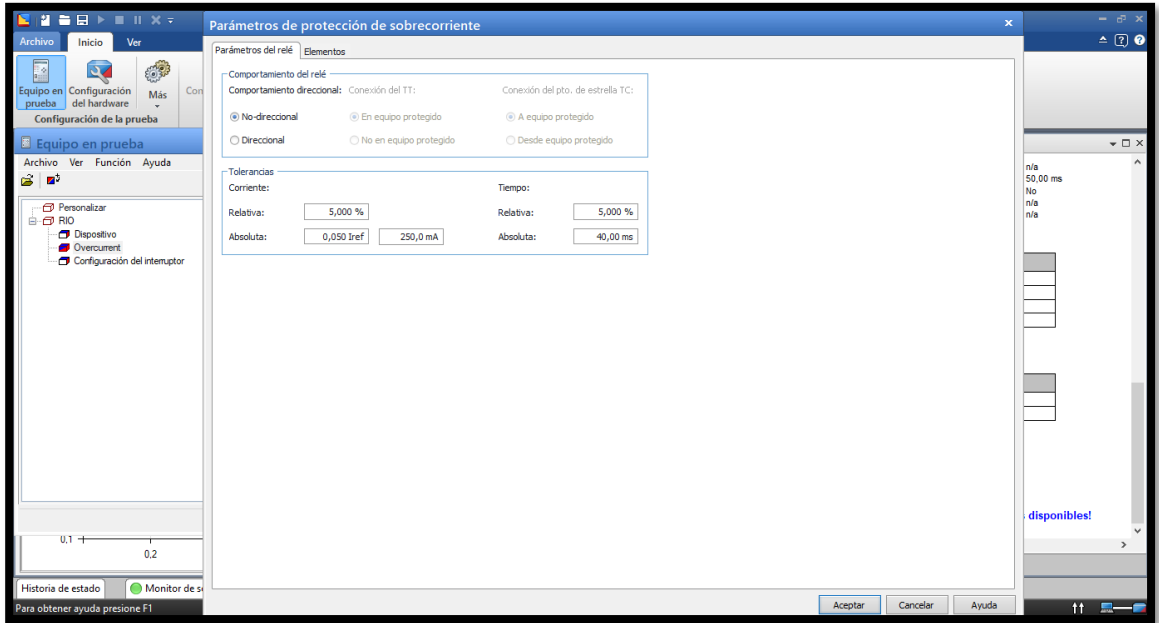 Parámetros de protección de sobrecorriente
Archivo Inicio Ver
Equipo en prueba
Configuración del hardware
Más
Con
Configuración de la prueba
Equipo en prueba
Archivo Ver Función Ayuda
Personalizar
RIO
Dispositivo
Overcurrent
Configuración del interruptor
0,1
0,2
Historia de estado
Monitor de s
Para obtener ayuda presione F1
Parámetros del relé Elementos
Comportamiento del relé
Comportamiento direccional: Conexión del TT: Conexión del pto. de estrella TC:
No-direccional En equipo protegido A equipo protegido
Direccional No en equipo protegido Desde equipo protegido
Tolerancias
Corriente: Tiempo:
Relativa: 5,000 % Relativa: 5,000 %
Absoluta: 0,050 Iref 250,0 mA Absoluta: 40,00 ms
Aceptar Cancelar Ayuda
n/a
50,00 ms
No
n/a
n/a
disponibles!